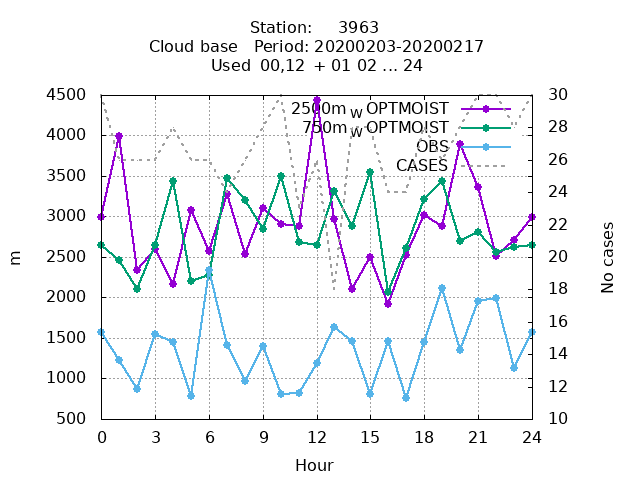 Station: 3963
Cloud base Period: 20200203-20200217
Used 00,12 + 01 02 ... 24
2500m_W OPTMOIST
750m_W OPTMOIST
OBS
CASES
4500
4000
3500
3000
2500
2000
1500
1000
500
m
30
28
26
24
22
20
18
16
14
12
10
No cases
0 3 6 9 12 15 18 21 24
Hour